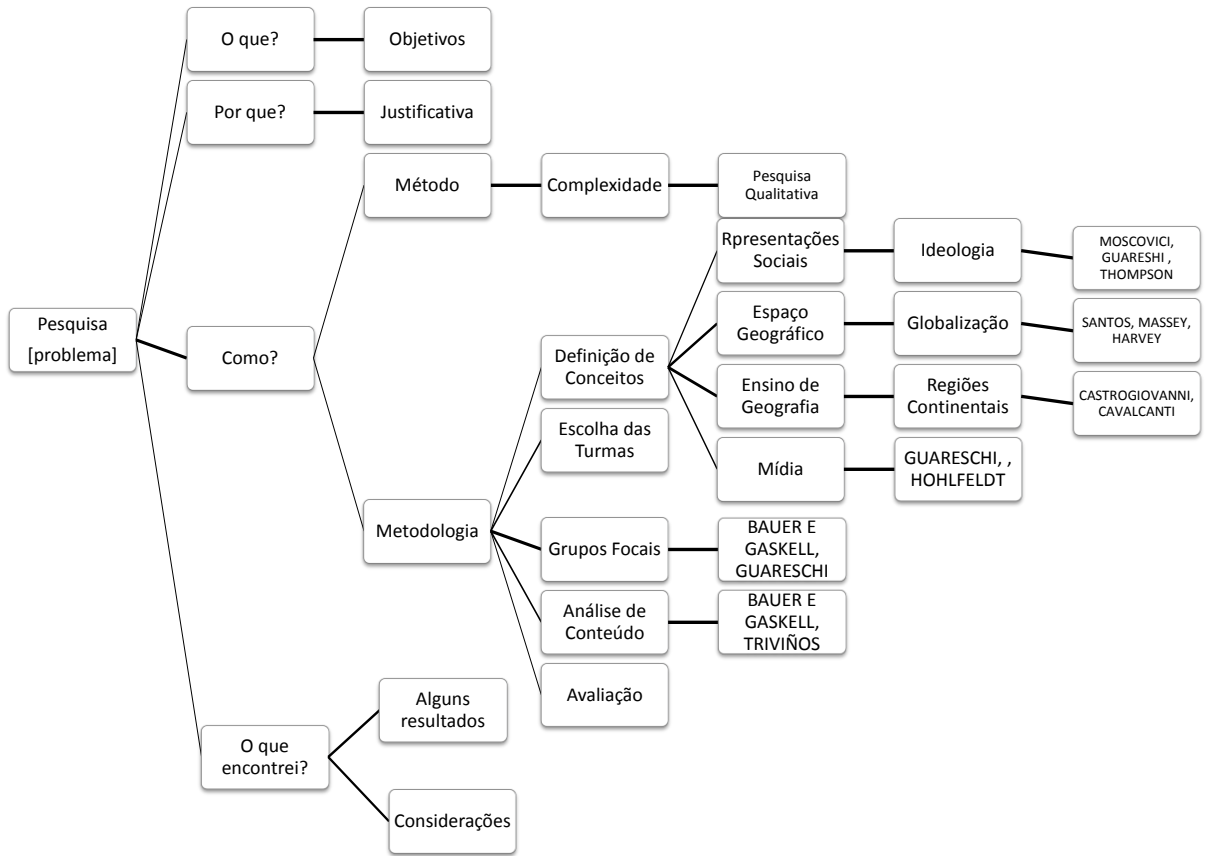 O que?
Objetivos
Por que?
Justificativa
Método
Complexidade
Pesquisa
Qualitativa
Rpresentações
Sociais
Ideologia
MOSCOVICI,
GUARESHI ,
THOMPSON
Pesquisa
[problema]
Como?
Espaço
Geográfico
Globalização
SANTOS, MASSEY,
HARVEY
Definição de
Conceitos
Ensino de
Geografia
Regiões
Continentais
CASTROGIOVANNI,
CAVALCANTI
Escolha das
Turmas
Mídia
GUARESCHI, ,
HOHLFELDT
Metodologia
Grupos Focais
BAUER E
GASKELL,
GUARESCHI
Análise de
Conteúdo
BAUER E
GASKELL,
TRIVIÑOS
Avaliação
Alguns
resultados
O que
encontrei?
Considerações